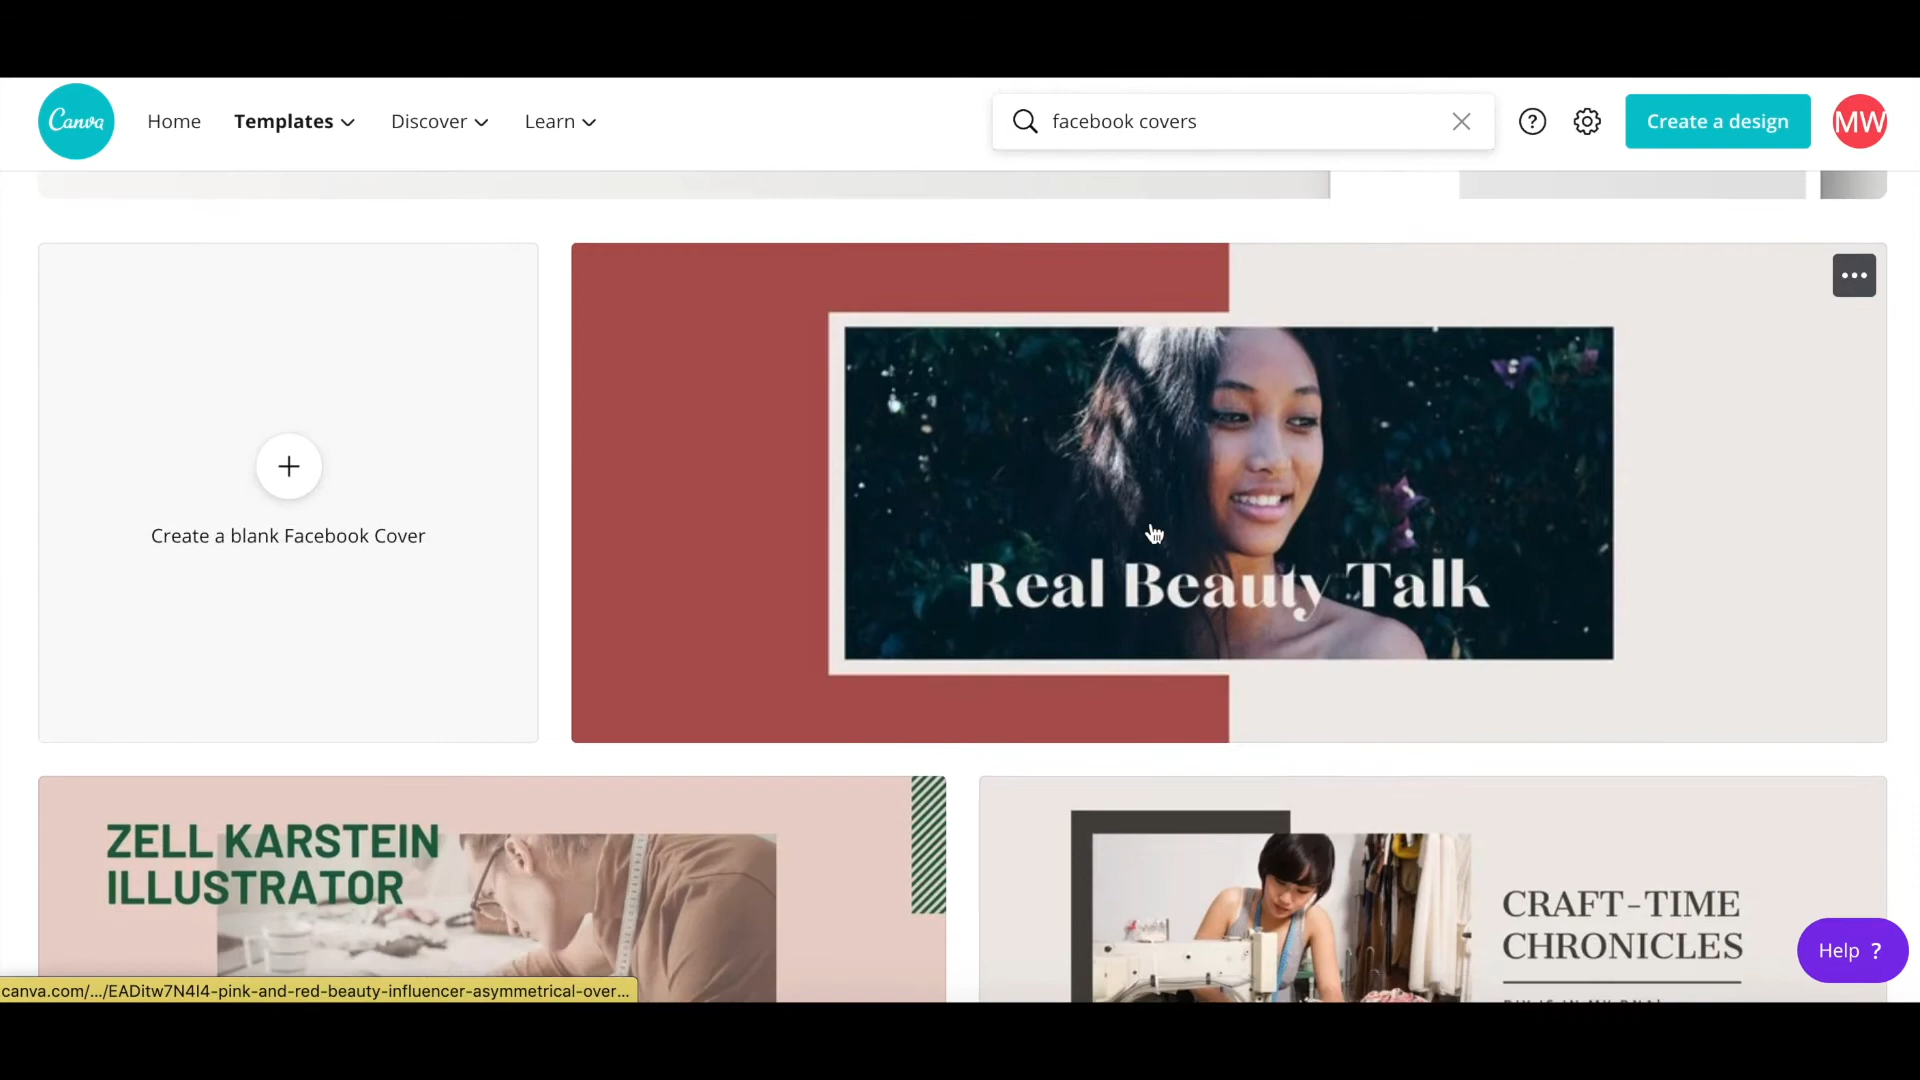 Canva Home Templates Discover Learn facebook covers ? Create a design MW
Create a blank Facebook Cover
Real Beauty Talk
ZELL KARSTEIN
ILLUSTRATOR
CRAFT-TIME
CHRONICLES
Help ?
canva.com/.../EADitw7N4I4-pink-and-red-beauty-influencer-asymmetrical-over...